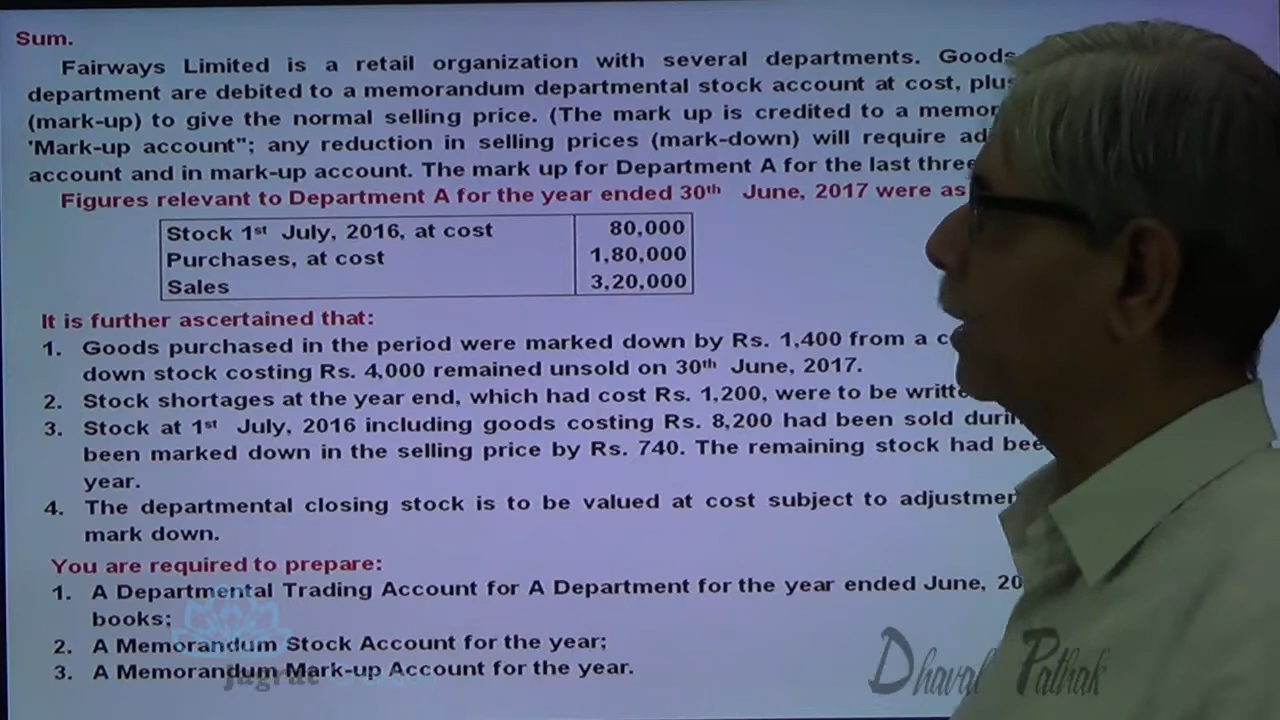 Sum.
Fairways Limited is a retail organization with several departments. Goods
department are debited to a memorandum departmental stock account at cost, plus
(mark-up) to give the normal selling price. (The mark up is credited to a memor
'Mark-up account"; any reduction in selling prices (mark-down) will require ad
account and in mark-up account. The mark up for Department A for the last three
Figures relevant to Department A for the year ended 30th June, 2017 were as
Stock 1st July, 2016, at cost 80,000
Purchases, at cost 1,80,000
Sales 3,20,000
It is further ascertained that:
1. Goods purchased in the period were marked down by Rs. 1,400 from a c
down stock costing Rs. 4,000 remained unsold on 30th June, 2017.
2. Stock shortages at the year end, which had cost Rs. 1,200, were to be writte
3. Stock at 1st July, 2016 including goods costing Rs. 8,200 had been sold durin
been marked down in the selling price by Rs. 740. The remaining stock had bee
year.
4. The departmental closing stock is to be valued at cost subject to adjustmen
mark down.
You are required to prepare:
1. A Departmental Trading Account for A Department for the year ended June, 20
books;
2. A Memorandum Stock Account for the year;
3. A Memorandum Mark-up Account for the year.
Dhaval Pathak